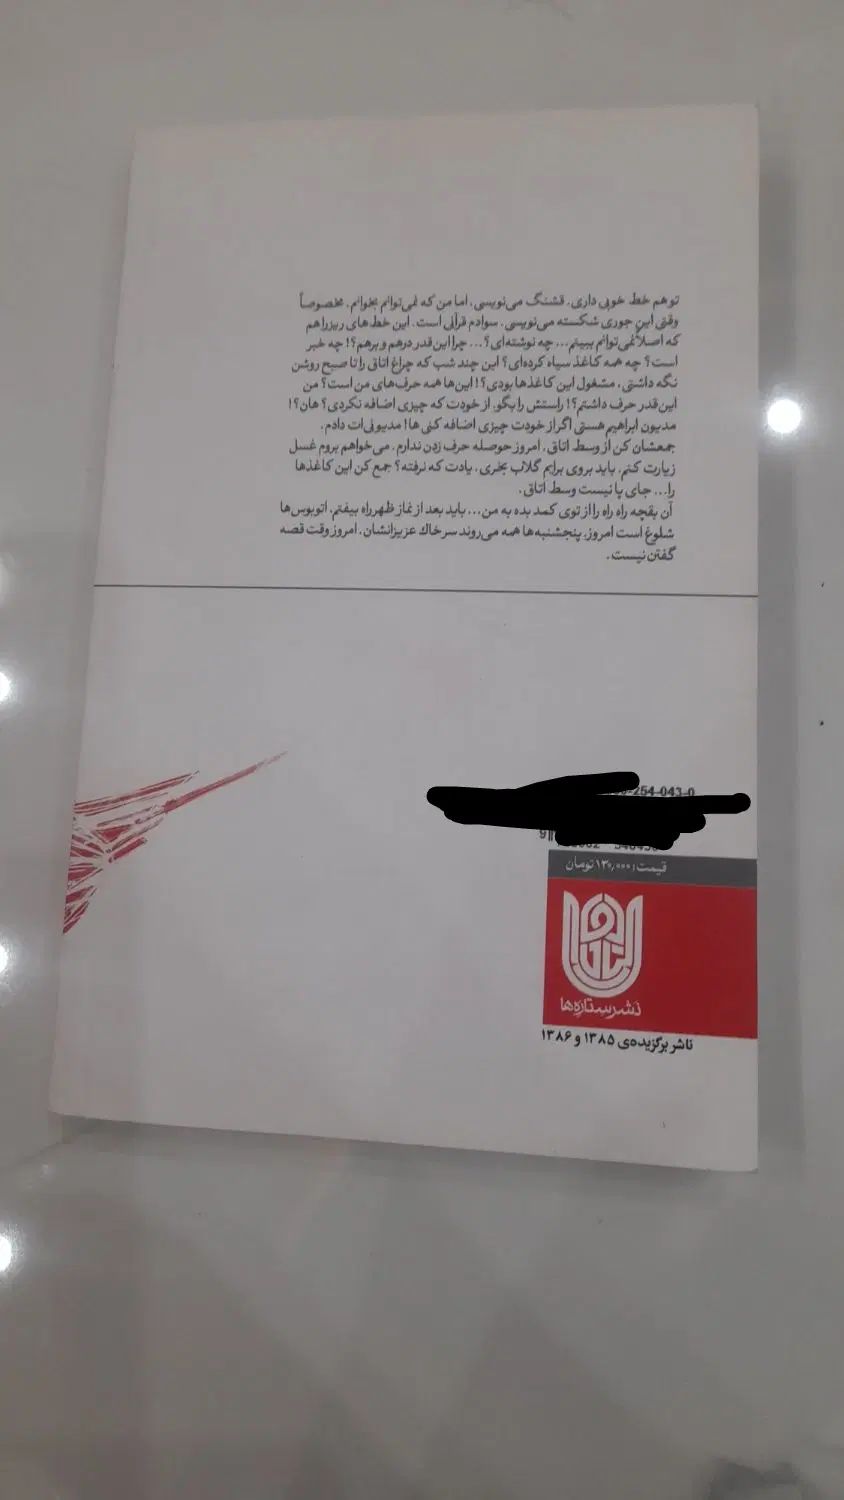 تو هم خط خوبی داری. قشنگ می‌نویسی. اما من که نمی‌توانم بخوانم. مخصوصاً
وقتی این جوری شکسته می‌نویسی. سوادم قرآنی است. این خط‌های ریز را هم
که اصلاً نمی‌توانم ببینم... چه نوشته‌ای؟... چرا این‌قدر درهم و برهم؟! چه خبر
است؟ چه همه کاغذ سیاه کرده‌ای؟ این چند شب که چراغ اتاق را تا صبح روشن
نگه داشتی، مشغول این کاغذها بودی؟! این‌ها همه حرف‌های من است؟ من
این‌قدر حرف داشتم؟! راستش را بگو. از خودت که چیزی اضافه نکردی؟ هان؟!
مدیون ابراهیم هستی اگر از خودت چیزی اضافه کنی ها! مدیونی‌ات دادم.
جمعشان کن از وسط اتاق. امروز حوصله حرف زدن ندارم. می‌خواهم بروم غسل
زیارت کنم. باید بروی برایم گلاب بخری. یادت که نرفته؟ جمع کن این کاغذها
را... جای پا نیست وسط اتاق.
آن بقچه راه راه را از توی کمد بده به من... باید بعد از نماز ظهر راه بیفتم. اتوبوس‌ها
شلوغ است امروز. پنجشنبه‌ها همه می‌روند سر خاك عزیزانشان. امروز وقت قصه
گفتن نیست.
-254-043-0
قیمت: ۱۳۰٫۰۰۰ تومان
نشر ستاره‌ها
ناشر برگزیده‌ی ۱۳۸۵ و ۱۳۸۶